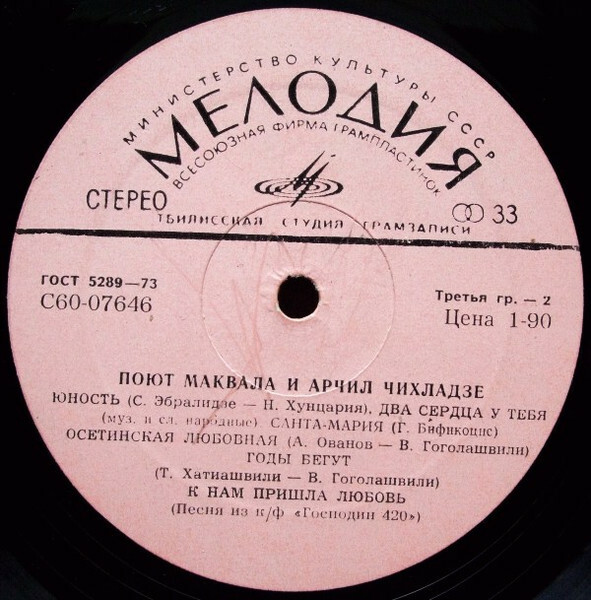 МИНИСТЕРСТВО КУЛЬТУРЫ СССР
МЕЛОДИЯ
ВСЕСОЮЗНАЯ ФИРМА ГРАМПЛАСТИНОК
СТЕРЕО
33
ТБИЛИССКАЯ СТУДИЯ ГРАМЗАПИСИ
ГОСТ 5289—73
С60-07646
Третья гр. — 2
Цена 1-90
ПОЮТ МАКВАЛА И АРЧИЛ ЧИХЛАДЗЕ
ЮНОСТЬ (С. Эбралидзе — Н. Хунцария), ДВА СЕРДЦА У ТЕБЯ
(муз. и сл. народные). САНТА-МАРИЯ (Г. Бификоцис)
ОСЕТИНСКАЯ ЛЮБОВНАЯ (А. Ованов — В. Гоголашвили)
ГОДЫ БЕГУТ
(Т. Хатиашвили — В. Гоголашвили)
К НАМ ПРИШЛА ЛЮБОВЬ
(Песня из к/ф «Господин 420»)